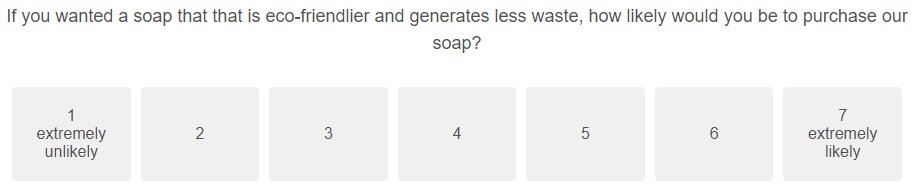 If you wanted a soap that that is eco-friendlier and generates less waste, how likely would you be to purchase our
soap?
1
extremely
unlikely
2
3
4
5
6
7
extremely
likely